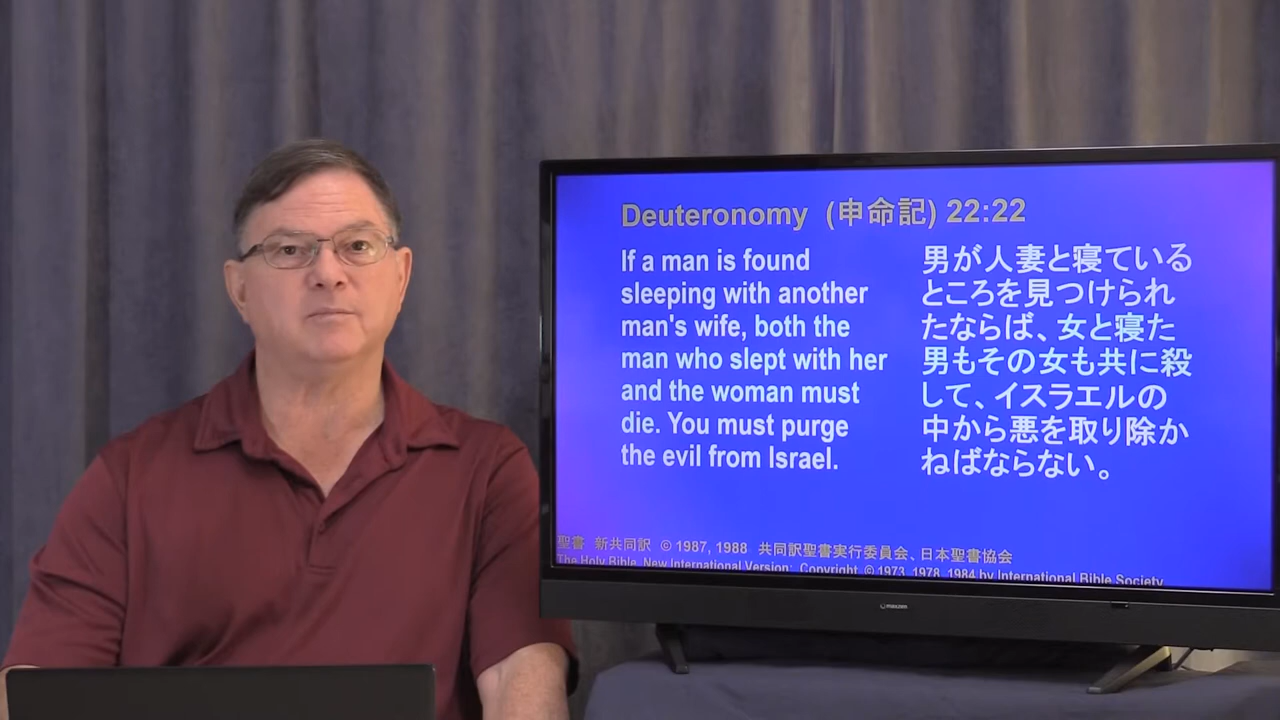 Deuteronomy (申命記) 22:22
If a man is found
sleeping with another
man's wife, both the
man who slept with her
and the woman must
die. You must purge
the evil from Israel.
男が人妻と寝ている
ところを見つけられ
たならば、女と寝た
男もその女も共に殺
して、イスラエルの
中から悪を取り除か
ねばならない。
聖書 新共同訳 © 1987, 1988 共同訳聖書実行委員会、日本聖書協会
The Holy Bible, New International Version: Copyright © 1973, 1978, 1984 by International Bible Society